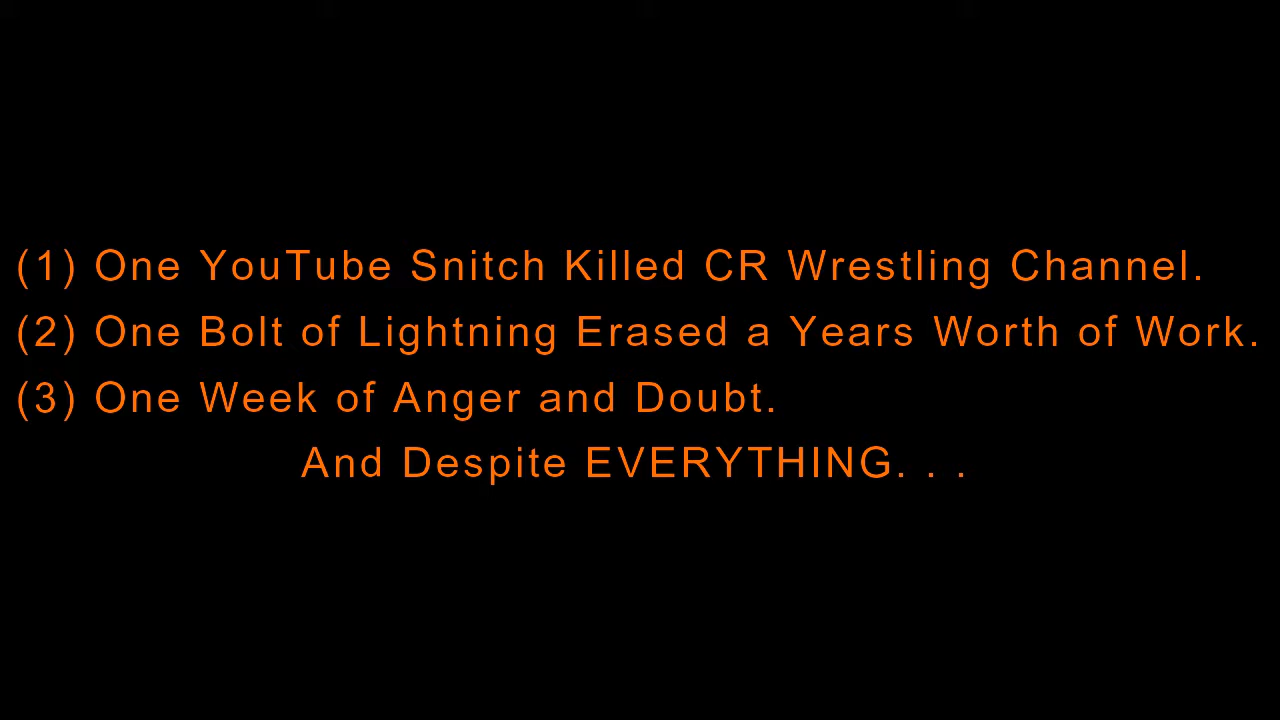 (1) One YouTube Snitch Killed CR Wrestling Channel.
(2) One Bolt of Lightning Erased a Years Worth of Work.
(3) One Week of Anger and Doubt.
And Despite EVERYTHING. . .